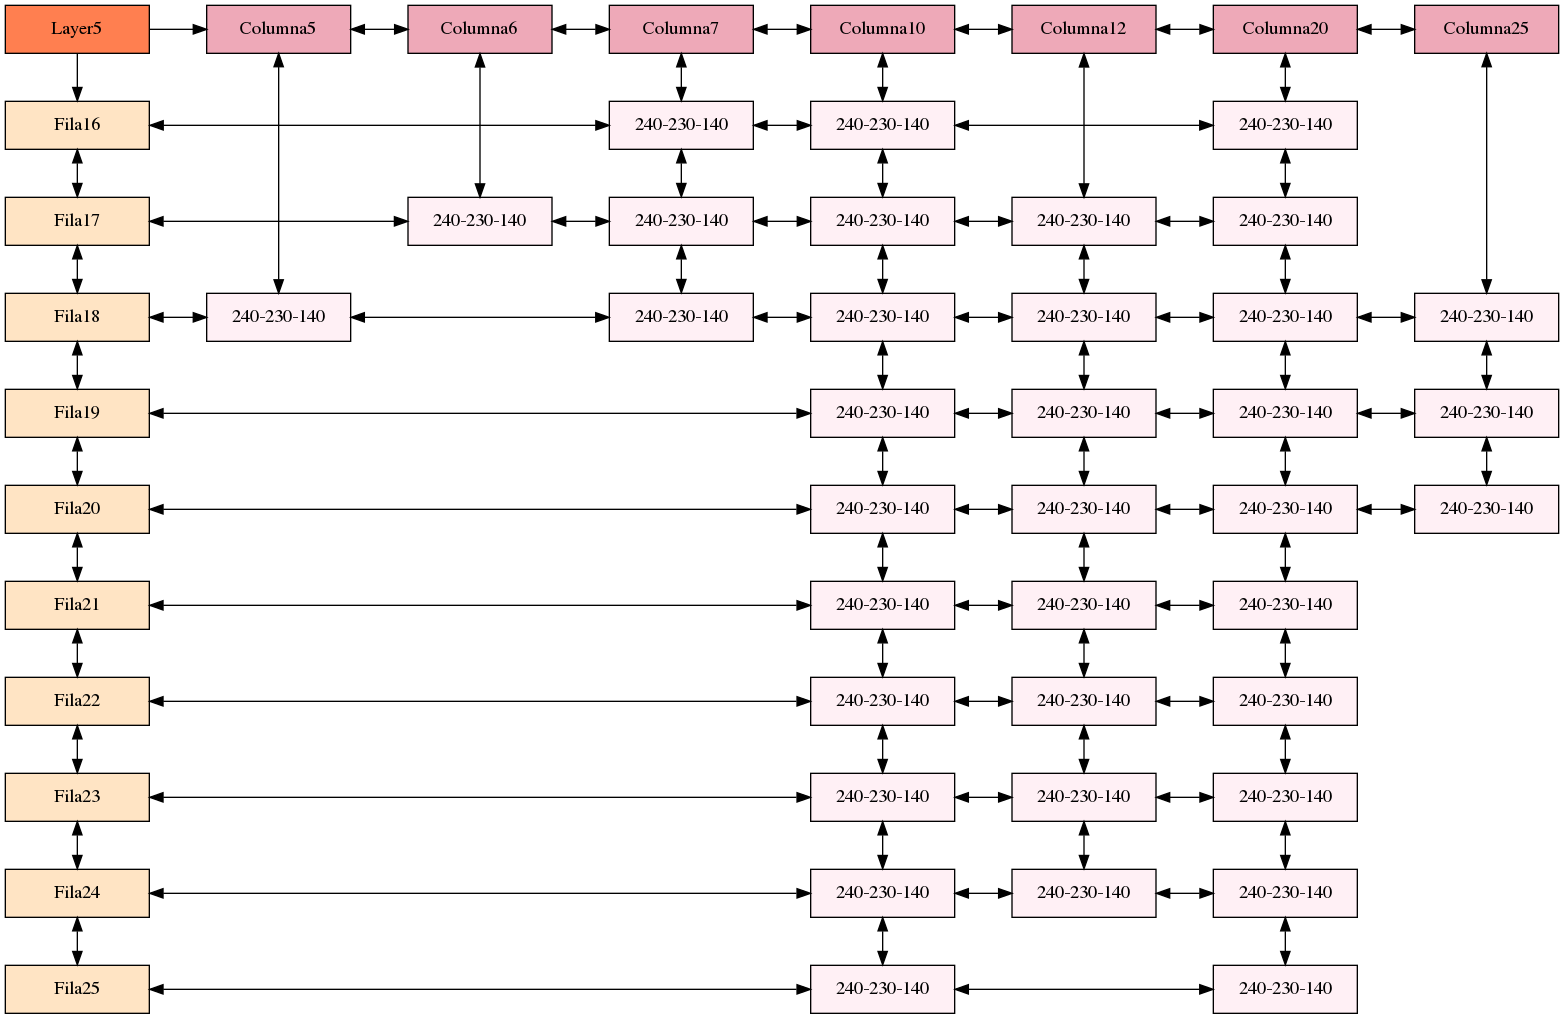 Layer5 Columna5 Columna6 Columna7 Columna10 Columna12 Columna20 Columna25
Fila16 240-230-140 240-230-140 240-230-140
Fila17 240-230-140 240-230-140 240-230-140 240-230-140 240-230-140
Fila18 240-230-140 240-230-140 240-230-140 240-230-140 240-230-140 240-230-140
Fila19 240-230-140 240-230-140 240-230-140 240-230-140
Fila20 240-230-140 240-230-140 240-230-140 240-230-140
Fila21 240-230-140 240-230-140 240-230-140
Fila22 240-230-140 240-230-140 240-230-140
Fila23 240-230-140 240-230-140 240-230-140
Fila24 240-230-140 240-230-140 240-230-140
Fila25 240-230-140 240-230-140